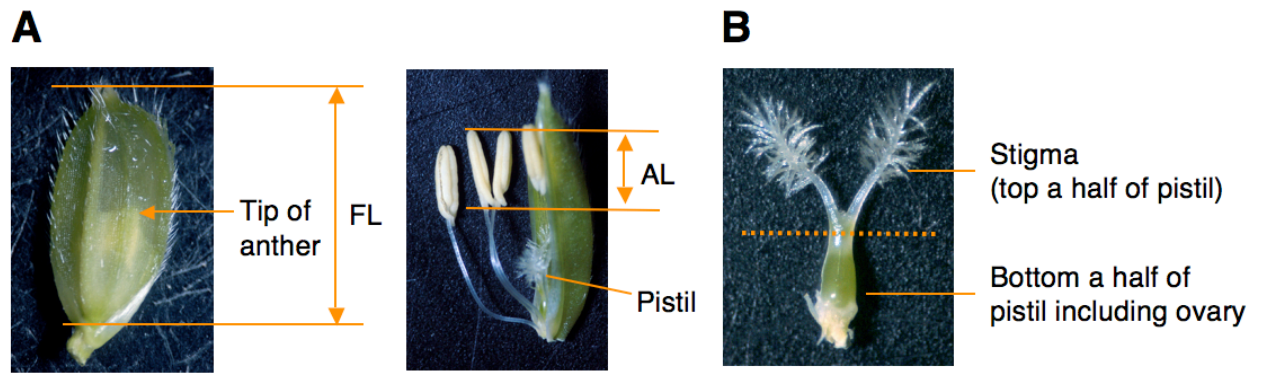 A
B
Tip of
anther
FL
AL
Pistil
Stigma
(top a half of pistil)
Bottom a half of
pistil including ovary